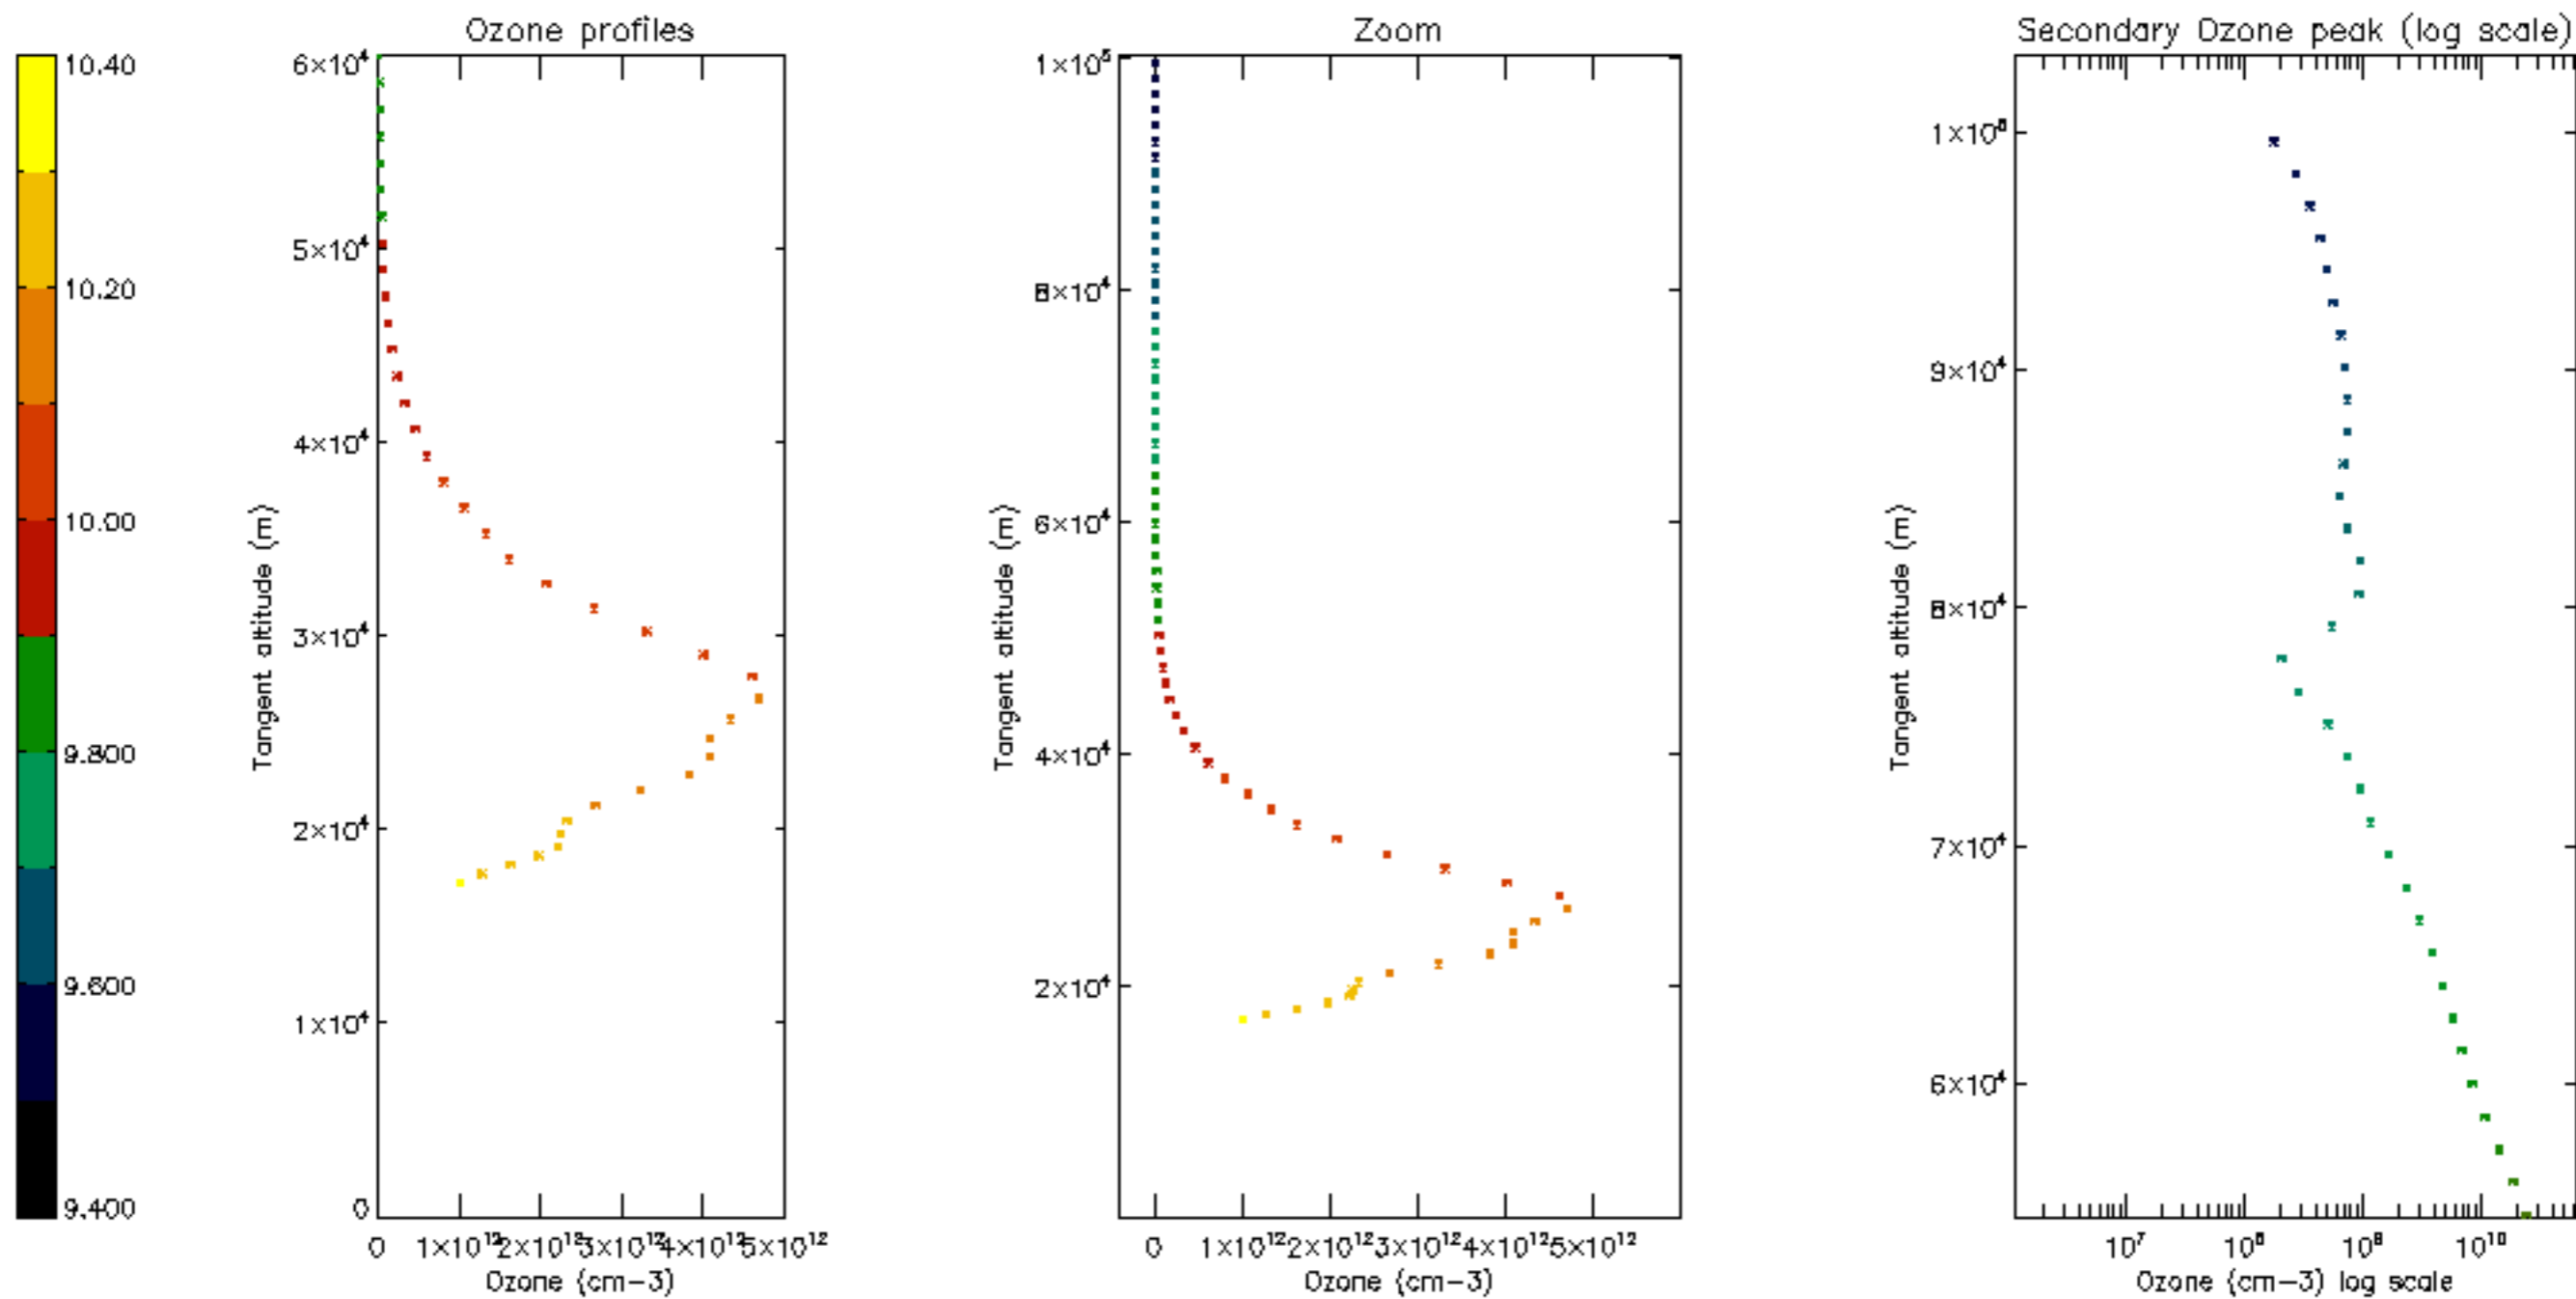 10.40
10.20
10.00
9.800
9.600
9.400
Ozone profiles
6×10⁴
5×10⁴
4×10⁴
3×10⁴
2×10⁴
1×10⁴
0
Tangent altitude (m)
0 1×10¹² 2×10¹² 3×10¹² 4×10¹² 5×10¹²
Ozone (cm-3)
Zoom
1×10⁵
8×10⁴
6×10⁴
4×10⁴
2×10⁴
Tangent altitude (m)
0 1×10¹² 2×10¹² 3×10¹² 4×10¹² 5×10¹²
Ozone (cm-3)
Secondary Ozone peak (log scale)
9×10⁴
8×10⁴
7×10⁴
6×10⁴
Tangent altitude (m)
10⁷ 10⁸ 10⁹ 10¹⁰
Ozone (cm-3) log scale